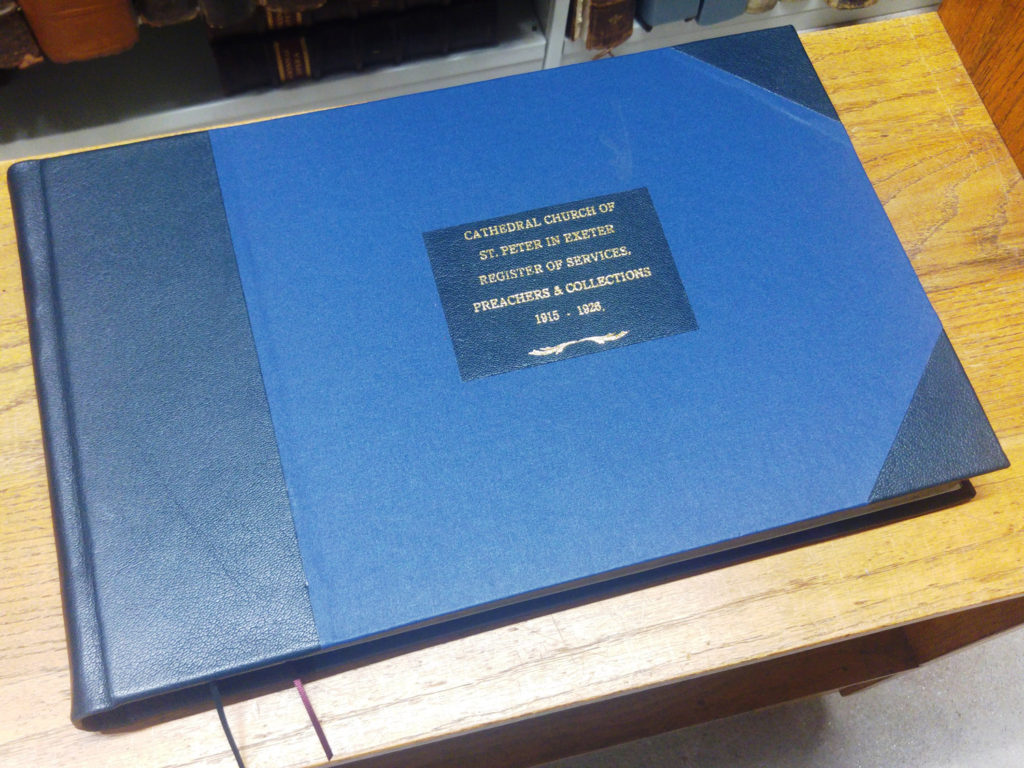 CATHEDRAL CHURCH OF
ST. PETER IN EXETER
REGISTER OF SERVICES,
PREACHERS & COLLECTIONS
1915 - 1926.